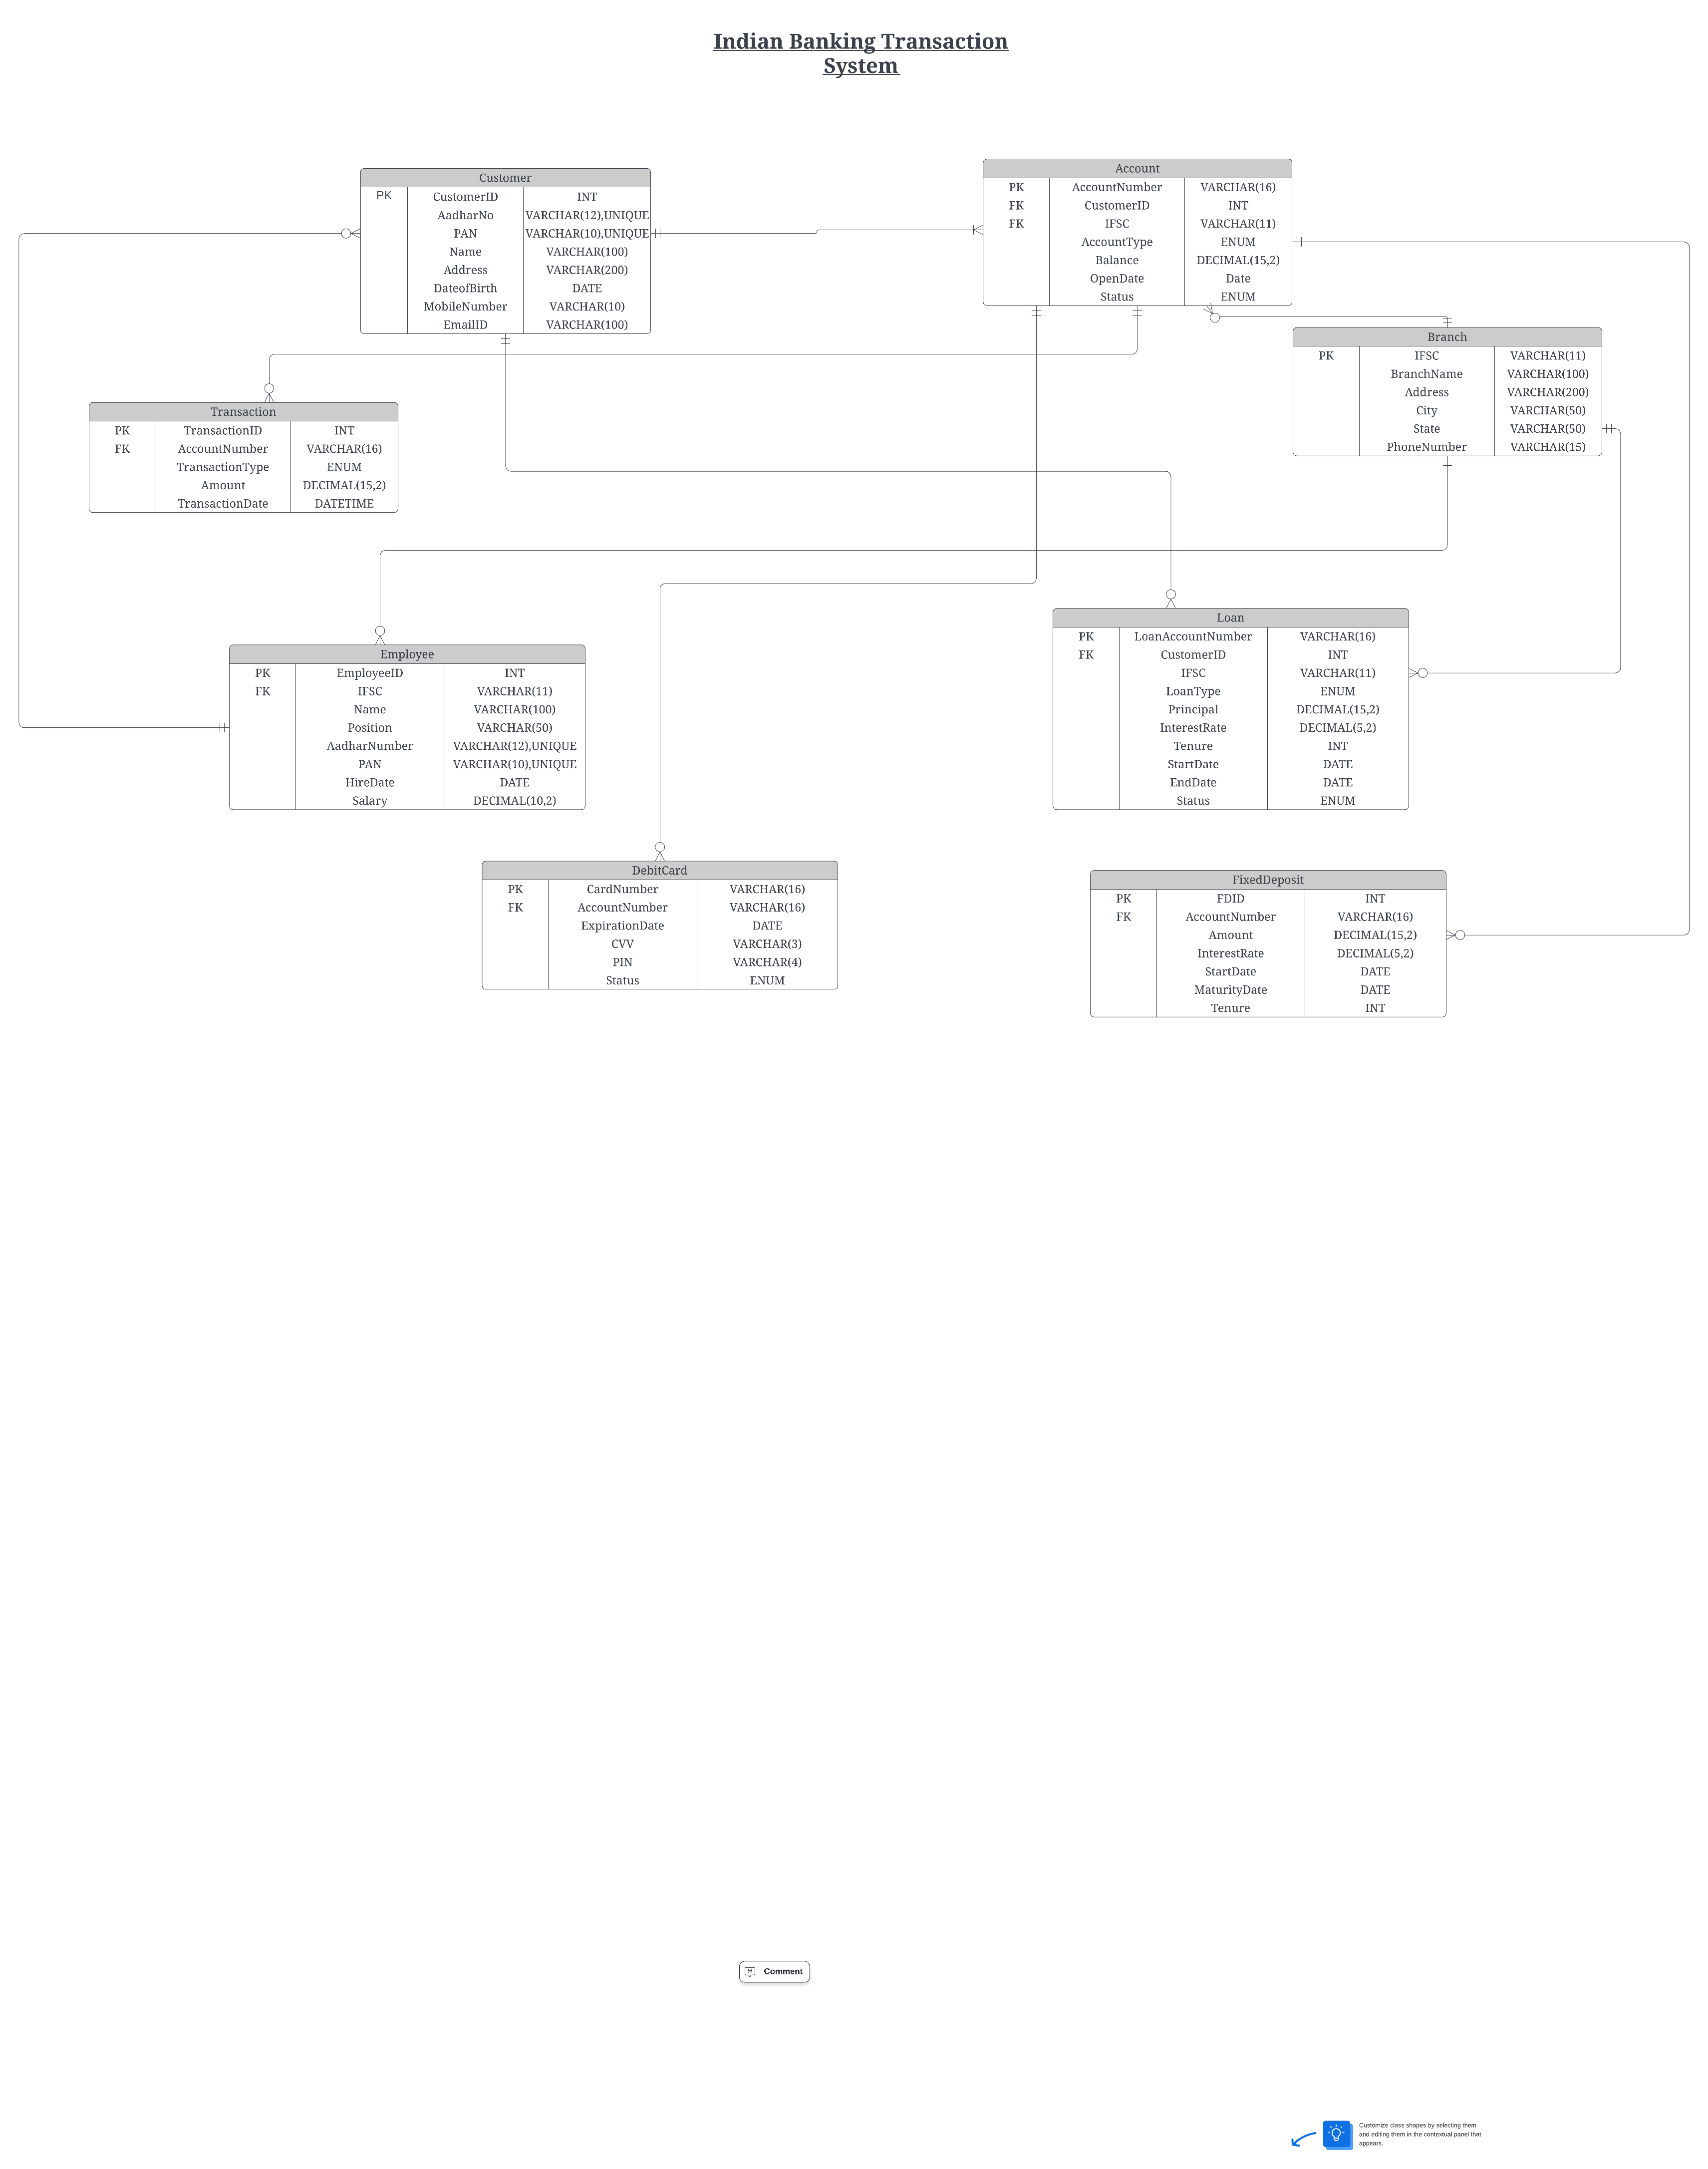 Indian Banking Transaction
System
Customer
PK CustomerID INT
AadharNo VARCHAR(12),UNIQUE
PAN VARCHAR(10),UNIQUE
Name VARCHAR(100)
Address VARCHAR(200)
DateofBirth DATE
MobileNumber VARCHAR(10)
EmailID VARCHAR(100)
Account
PK AccountNumber VARCHAR(16)
FK CustomerID INT
FK IFSC VARCHAR(11)
AccountType ENUM
Balance DECIMAL(15,2)
OpenDate Date
Status ENUM
Branch
PK IFSC VARCHAR(11)
BranchName VARCHAR(100)
Address VARCHAR(200)
City VARCHAR(50)
State VARCHAR(50)
PhoneNumber VARCHAR(15)
Transaction
PK TransactionID INT
FK AccountNumber VARCHAR(16)
TransactionType ENUM
Amount DECIMAL(15,2)
TransactionDate DATETIME
Employee
PK EmployeeID INT
FK IFSC VARCHAR(11)
Name VARCHAR(100)
Position VARCHAR(50)
AadharNumber VARCHAR(12),UNIQUE
PAN VARCHAR(10),UNIQUE
HireDate DATE
Salary DECIMAL(10,2)
Loan
PK LoanAccountNumber VARCHAR(16)
FK CustomerID INT
IFSC VARCHAR(11)
LoanType ENUM
Principal DECIMAL(15,2)
InterestRate DECIMAL(5,2)
Tenure INT
StartDate DATE
EndDate DATE
Status ENUM
DebitCard
PK CardNumber VARCHAR(16)
FK AccountNumber VARCHAR(16)
ExpirationDate DATE
CVV VARCHAR(3)
PIN VARCHAR(4)
Status ENUM
FixedDeposit
PK FDID INT
FK AccountNumber VARCHAR(16)
Amount DECIMAL(15,2)
InterestRate DECIMAL(5,2)
StartDate DATE
MaturityDate DATE
Tenure INT
Comment
Customize class shapes by selecting them
and editing them in the contextual panel that
appears.